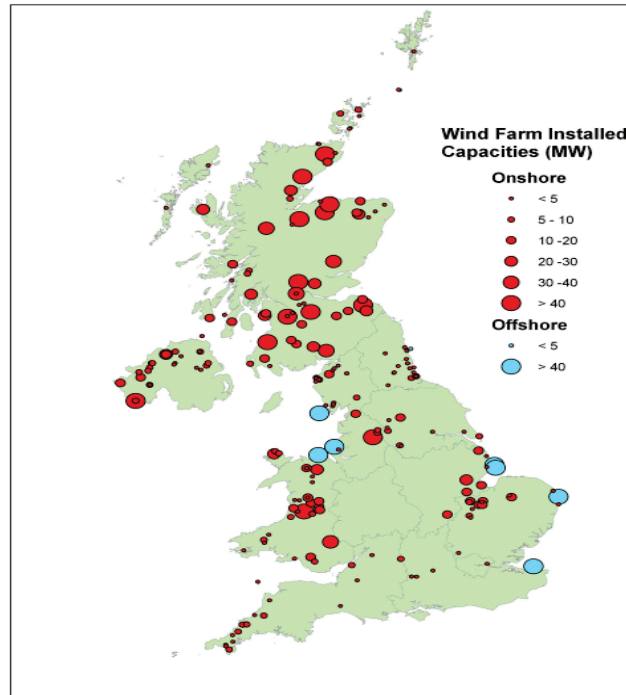 Wind Farm Installed
Capacities (MW)
Onshore
< 5
5 - 10
10 -20
20 -30
30 -40
> 40
Offshore
< 5
> 40